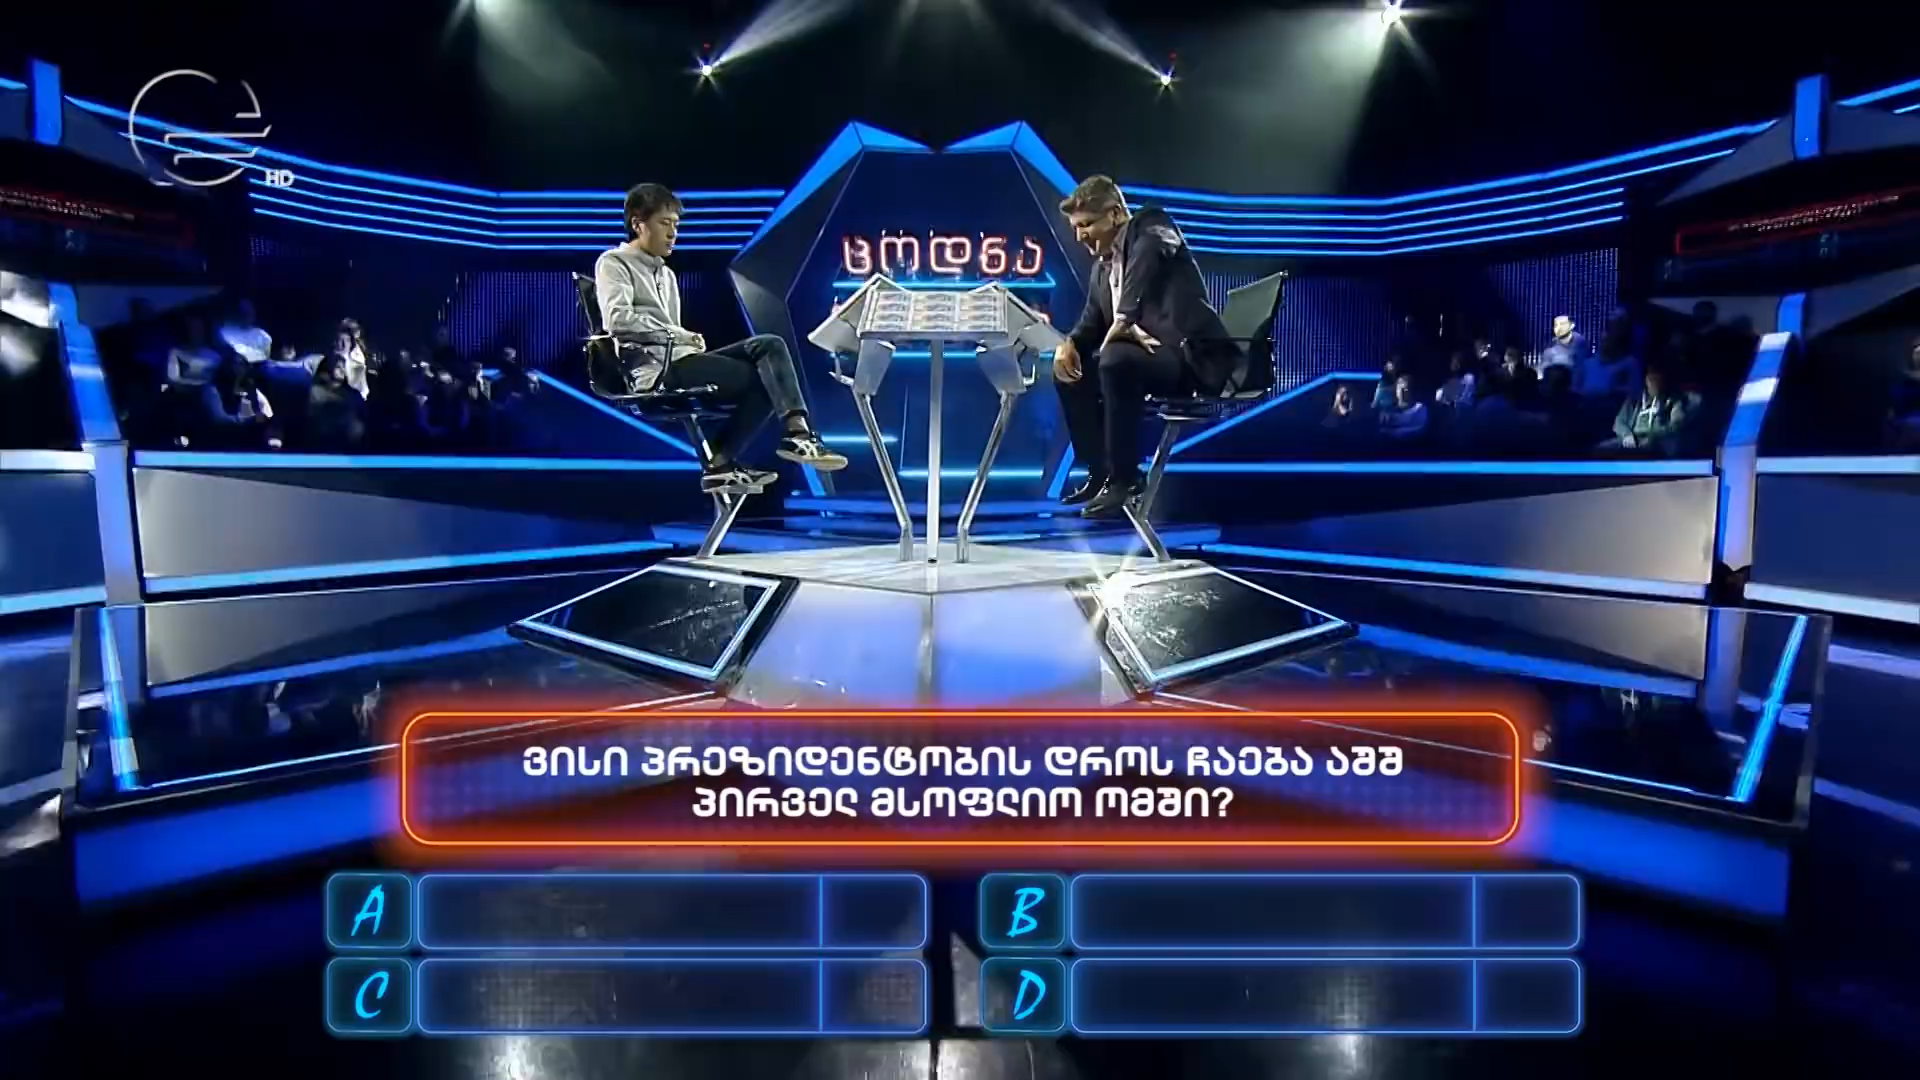 HD
ცოდნა
ვისი პრეზიდენტობის დროს ჩაება აშშ
პირველ მსოფლიო ომში?
A
B
C
D